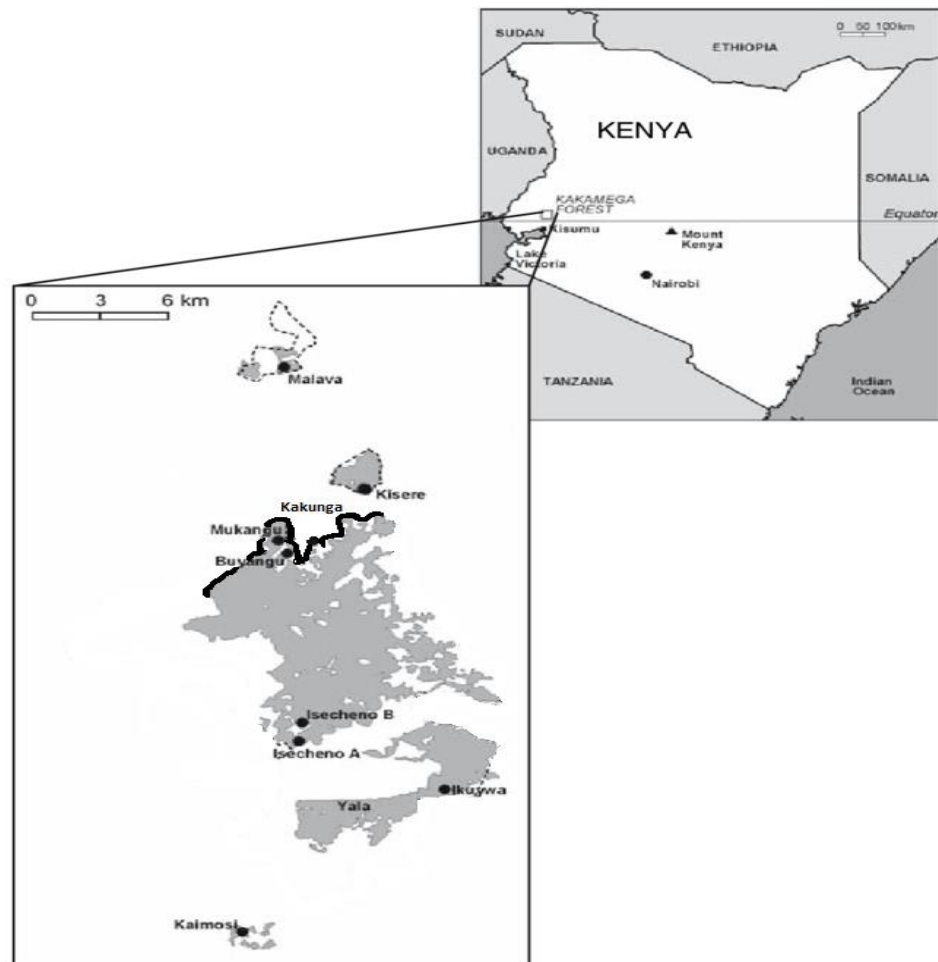 0 50 100km
SUDAN
ETHIOPIA
KENYA
UGANDA
SOMALIA
KAKAMEGA
FOREST
Equator
Kisumu
Mount
Kenya
Lake
Victoria
Nairobi
TANZANIA
Indian
Ocean
0 3 6 km
Malava
Kisere
Kakunga
Mukangu
Buyangu
Isecheno B
Isecheno A
Ikuywa
Yala
Kaimosi